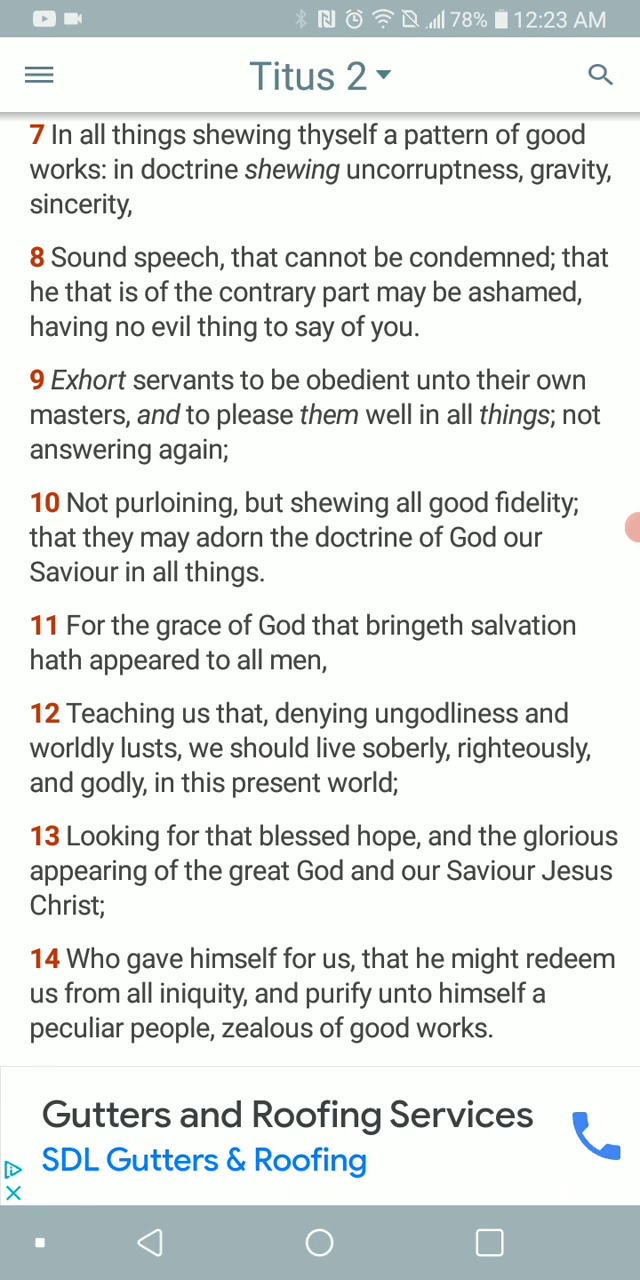 78% 12:23 AM
Titus 2
7 In all things shewing thyself a pattern of good
works: in doctrine shewing uncorruptness, gravity,
sincerity,
8 Sound speech, that cannot be condemned; that
he that is of the contrary part may be ashamed,
having no evil thing to say of you.
9 Exhort servants to be obedient unto their own
masters, and to please them well in all things; not
answering again;
10 Not purloining, but shewing all good fidelity;
that they may adorn the doctrine of God our
Saviour in all things.
11 For the grace of God that bringeth salvation
hath appeared to all men,
12 Teaching us that, denying ungodliness and
worldly lusts, we should live soberly, righteously,
and godly, in this present world;
13 Looking for that blessed hope, and the glorious
appearing of the great God and our Saviour Jesus
Christ;
14 Who gave himself for us, that he might redeem
us from all iniquity, and purify unto himself a
peculiar people, zealous of good works.
Gutters and Roofing Services
SDL Gutters & Roofing